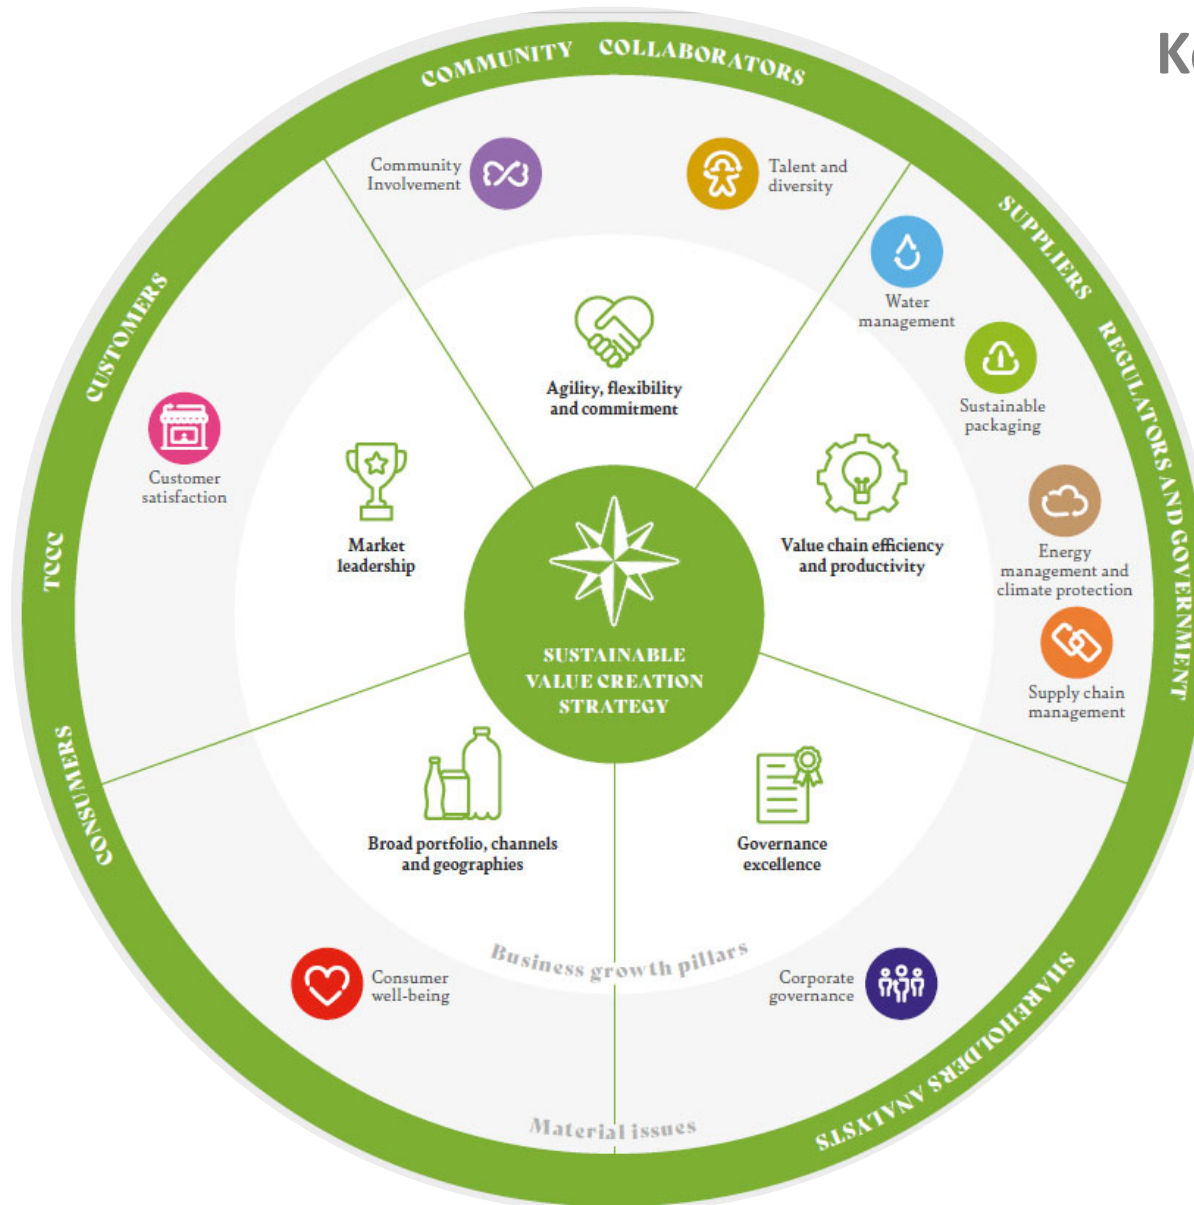 COMMUNITY COLLABORATORS
SUPPLIERS
REGULATORS AND GOVERNMENT
SHAREHOLDERS ANALYSTS
CONSUMERS
TCCC
CUSTOMERS
Community
Involvement
Talent and
diversity
Water
management
Sustainable
packaging
Energy
management and
climate protection
Supply chain
management
Customer
satisfaction
Agility, flexibility
and commitment
Market
leadership
Value chain efficiency
and productivity
SUSTAINABLE
VALUE CREATION
STRATEGY
Broad portfolio, channels
and geographies
Governance
excellence
Business growth pillars
Consumer
well-being
Corporate
governance
Material issues